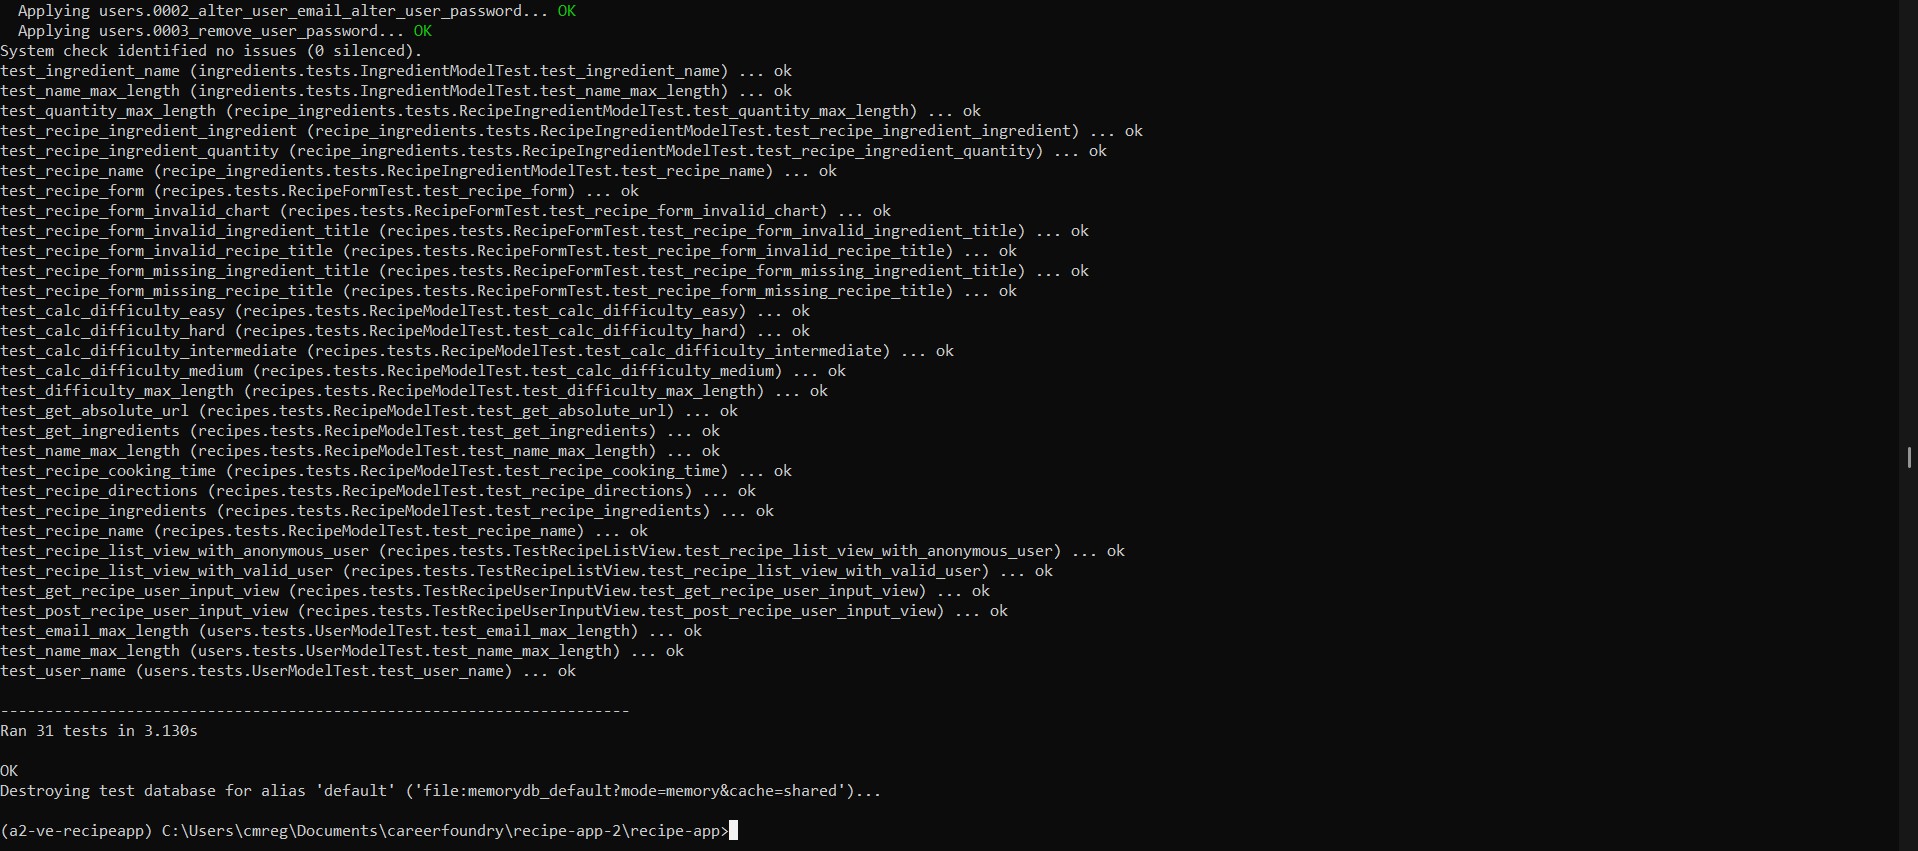 Applying users.0002_alter_user_email_alter_user_password... OK
  Applying users.0003_remove_user_password... OK
System check identified no issues (0 silenced).
test_ingredient_name (ingredients.tests.IngredientModelTest.test_ingredient_name) ... ok
test_name_max_length (ingredients.tests.IngredientModelTest.test_name_max_length) ... ok
test_quantity_max_length (recipe_ingredients.tests.RecipeIngredientModelTest.test_quantity_max_length) ... ok
test_recipe_ingredient_ingredient (recipe_ingredients.tests.RecipeIngredientModelTest.test_recipe_ingredient_ingredient) ... ok
test_recipe_ingredient_quantity (recipe_ingredients.tests.RecipeIngredientModelTest.test_recipe_ingredient_quantity) ... ok
test_recipe_name (recipe_ingredients.tests.RecipeIngredientModelTest.test_recipe_name) ... ok
test_recipe_form (recipes.tests.RecipeFormTest.test_recipe_form) ... ok
test_recipe_form_invalid_chart (recipes.tests.RecipeFormTest.test_recipe_form_invalid_chart) ... ok
test_recipe_form_invalid_ingredient_title (recipes.tests.RecipeFormTest.test_recipe_form_invalid_ingredient_title) ... ok
test_recipe_form_invalid_recipe_title (recipes.tests.RecipeFormTest.test_recipe_form_invalid_recipe_title) ... ok
test_recipe_form_missing_ingredient_title (recipes.tests.RecipeFormTest.test_recipe_form_missing_ingredient_title) ... ok
test_recipe_form_missing_recipe_title (recipes.tests.RecipeFormTest.test_recipe_form_missing_recipe_title) ... ok
test_calc_difficulty_easy (recipes.tests.RecipeModelTest.test_calc_difficulty_easy) ... ok
test_calc_difficulty_hard (recipes.tests.RecipeModelTest.test_calc_difficulty_hard) ... ok
test_calc_difficulty_intermediate (recipes.tests.RecipeModelTest.test_calc_difficulty_intermediate) ... ok
test_calc_difficulty_medium (recipes.tests.RecipeModelTest.test_calc_difficulty_medium) ... ok
test_difficulty_max_length (recipes.tests.RecipeModelTest.test_difficulty_max_length) ... ok
test_get_absolute_url (recipes.tests.RecipeModelTest.test_get_absolute_url) ... ok
test_get_ingredients (recipes.tests.RecipeModelTest.test_get_ingredients) ... ok
test_name_max_length (recipes.tests.RecipeModelTest.test_name_max_length) ... ok
test_recipe_cooking_time (recipes.tests.RecipeModelTest.test_recipe_cooking_time) ... ok
test_recipe_directions (recipes.tests.RecipeModelTest.test_recipe_directions) ... ok
test_recipe_ingredients (recipes.tests.RecipeModelTest.test_recipe_ingredients) ... ok
test_recipe_name (recipes.tests.RecipeModelTest.test_recipe_name) ... ok
test_recipe_list_view_with_anonymous_user (recipes.tests.TestRecipeListView.test_recipe_list_view_with_anonymous_user) ... ok
test_recipe_list_view_with_valid_user (recipes.tests.TestRecipeListView.test_recipe_list_view_with_valid_user) ... ok
test_get_recipe_user_input_view (recipes.tests.TestRecipeUserInputView.test_get_recipe_user_input_view) ... ok
test_post_recipe_user_input_view (recipes.tests.TestRecipeUserInputView.test_post_recipe_user_input_view) ... ok
test_email_max_length (users.tests.UserModelTest.test_email_max_length) ... ok
test_name_max_length (users.tests.UserModelTest.test_name_max_length) ... ok
test_user_name (users.tests.UserModelTest.test_user_name) ... ok
----------------------------------------------------------------------
Ran 31 tests in 3.130s
OK
Destroying test database for alias 'default' ('file:memorydb_default?mode=memory&cache=shared')...
(a2-ve-recipeapp) C:\Users\cmreg\Documents\careerfoundry\recipe-app-2\recipe-app>